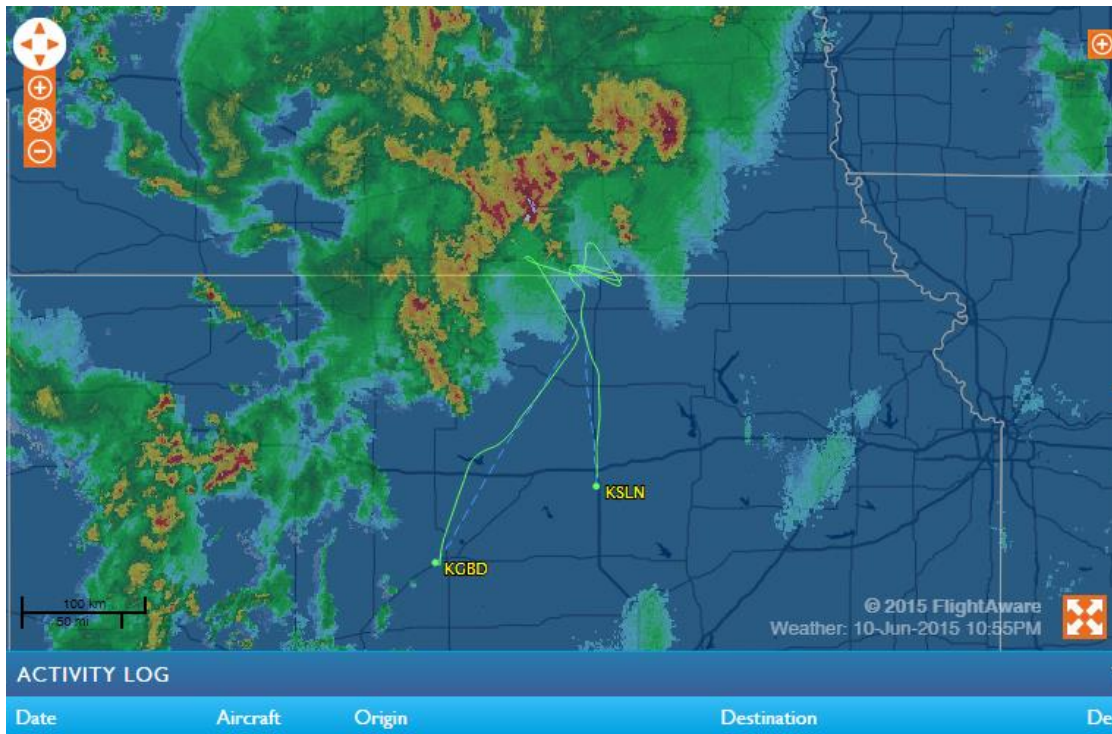 KSLN
KGBD
100 km
50 mi
© 2015 FlightAware
Weather: 10-Jun-2015 10:55PM
ACTIVITY LOG
Date Aircraft Origin Destination De